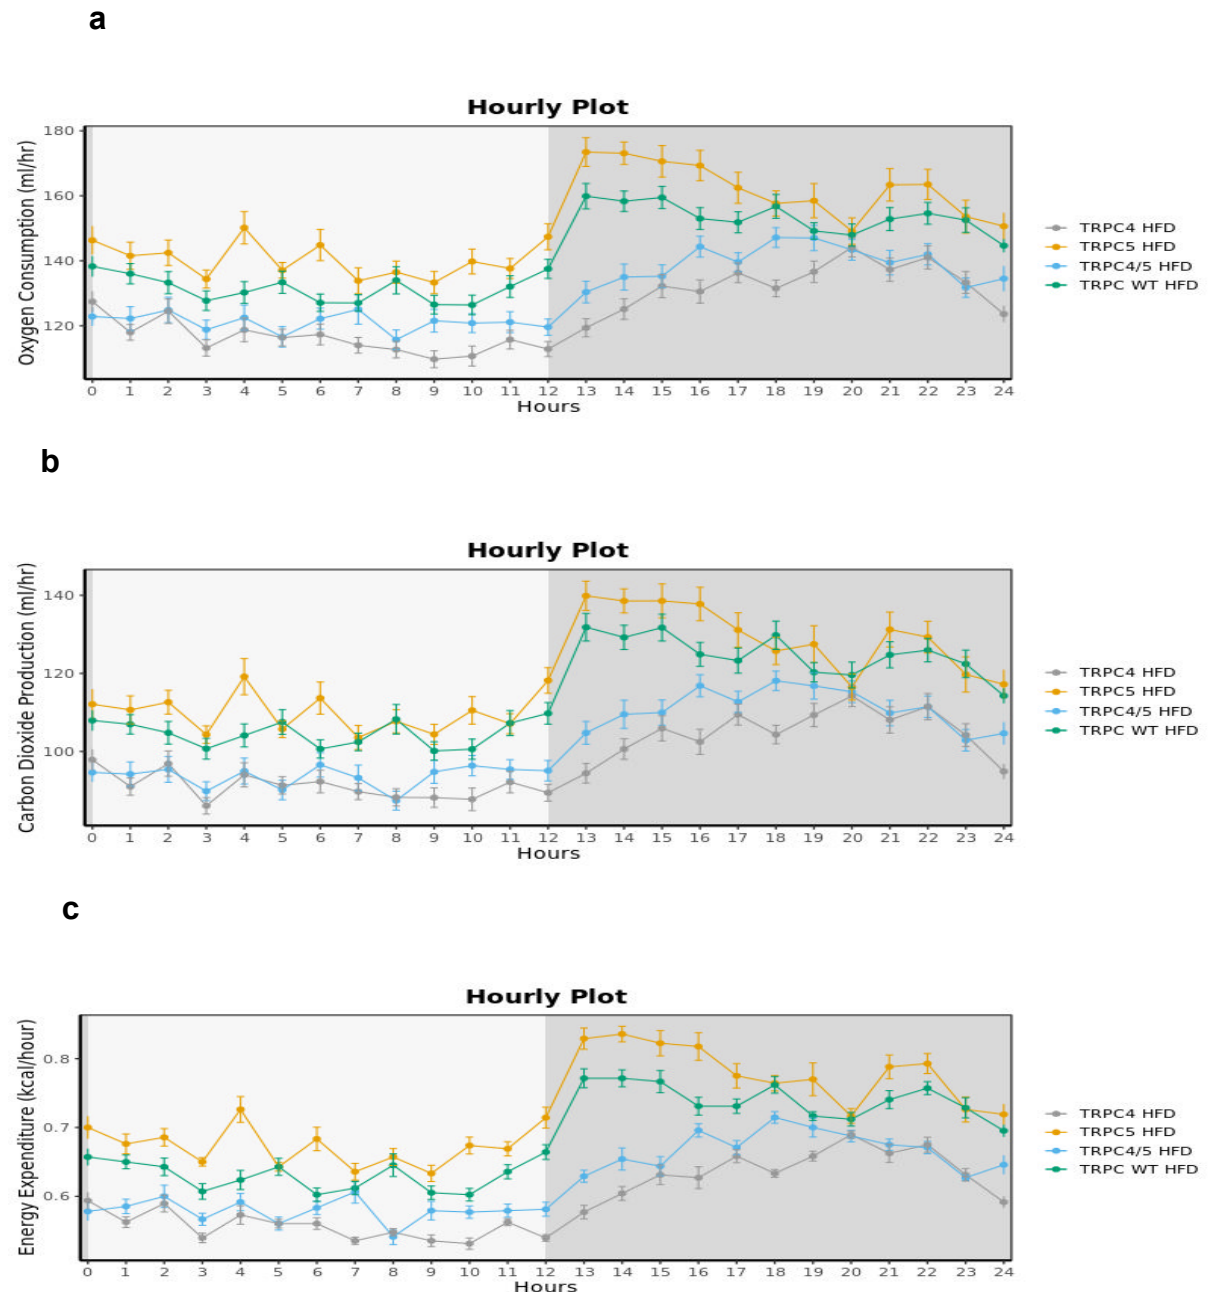 a
Hourly Plot
Oxygen Consumption (ml/hr)
180
160
140
120
0 1 2 3 4 5 6 7 8 9 10 11 12 13 14 15 16 17 18 19 20 21 22 23 24
Hours
TRPC4 HFD
TRPC5 HFD
TRPC4/5 HFD
TRPC WT HFD
b
Hourly Plot
Carbon Dioxide Production (ml/hr)
140
120
100
0 1 2 3 4 5 6 7 8 9 10 11 12 13 14 15 16 17 18 19 20 21 22 23 24
Hours
TRPC4 HFD
TRPC5 HFD
TRPC4/5 HFD
TRPC WT HFD
c
Hourly Plot
Energy Expenditure (kcal/hour)
0.8
0.7
0.6
0 1 2 3 4 5 6 7 8 9 10 11 12 13 14 15 16 17 18 19 20 21 22 23 24
Hours
TRPC4 HFD
TRPC5 HFD
TRPC4/5 HFD
TRPC WT HFD